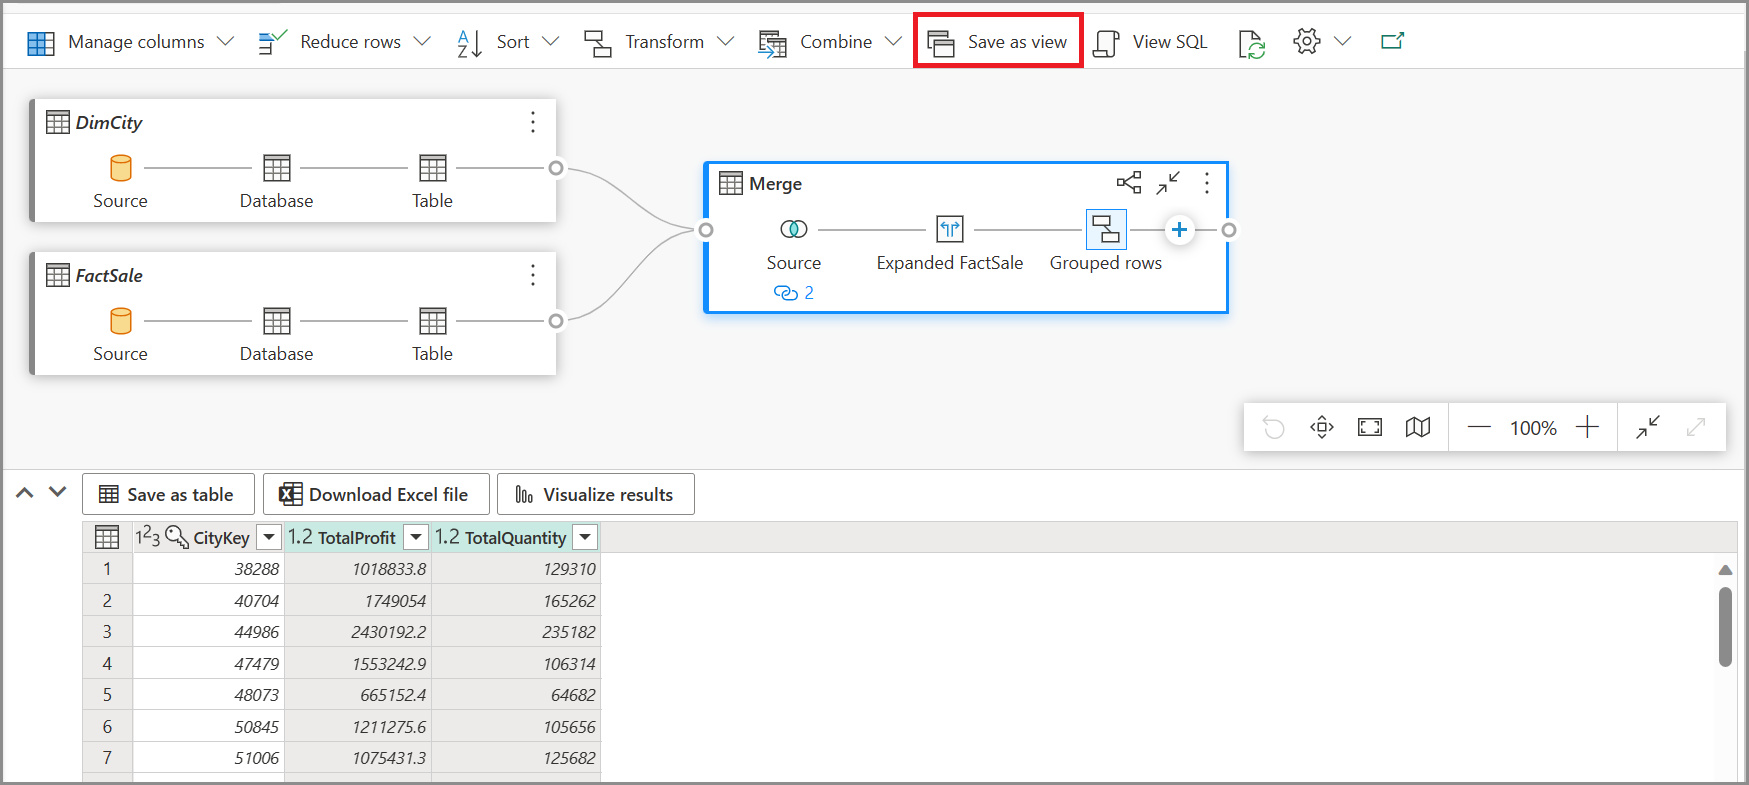 Manage columns Reduce rows Sort Transform Combine Save as view View SQL
DimCity
Source Database Table
FactSale
Source Database Table
Merge
Source Expanded FactSale Grouped rows
2
100%
Save as table Download Excel file Visualize results
123 CityKey 1.2 TotalProfit 1.2 TotalQuantity
1 38288 1018833.8 129310
2 40704 1749054 165262
3 44986 2430192.2 235182
4 47479 1553242.9 106314
5 48073 665152.4 64682
6 50845 1211275.6 105656
7 51006 1075431.3 125682